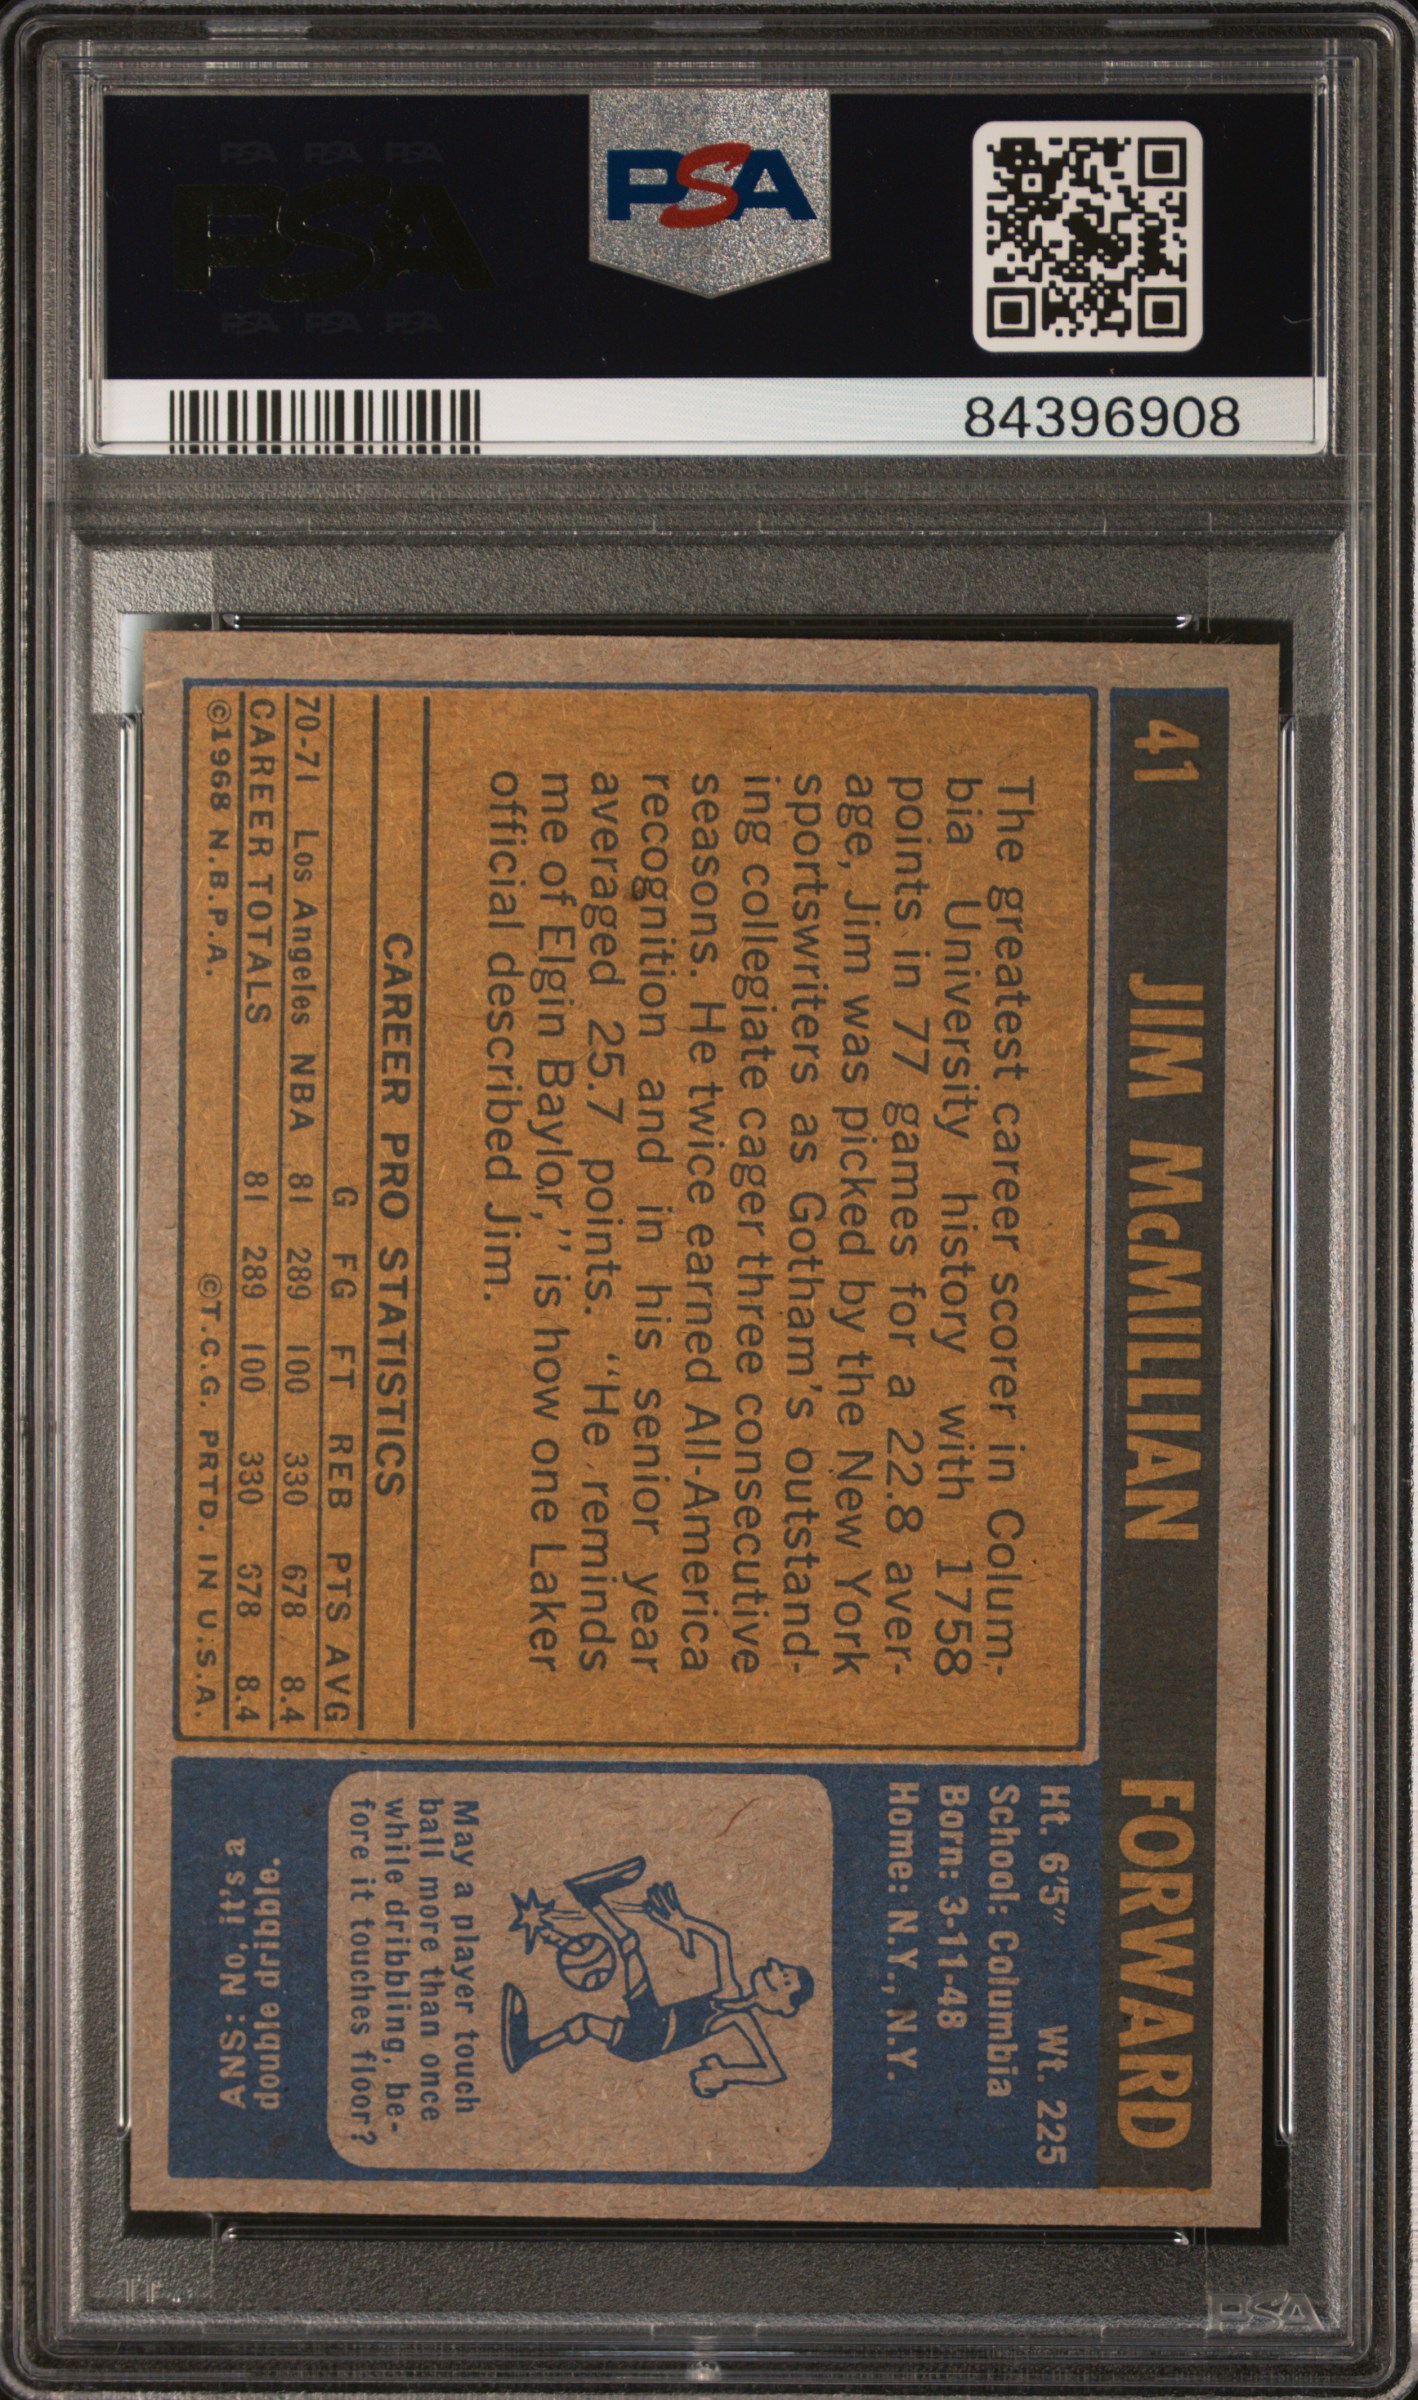 PSA PSA PSA
PSA
PSA PSA PSA
PSA
84396908
41 JIM McMILLIAN FORWARD
The greatest career scorer in Colum-
bia University history with 1758
points in 77 games for a 22.8 aver-
age, Jim was picked by the New York
sportswriters as Gotham's outstand-
ing collegiate cager three consecutive
seasons. He twice earned All-America
recognition and in his senior year
averaged 25.7 points. "He reminds
me of Elgin Baylor," is how one Laker
official described Jim.
CAREER PRO STATISTICS
G FG FT REB PTS AVG
70-71 Los Angeles NBA 81 289 100 330 678 8.4
CAREER TOTALS 81 289 100 330 678 8.4
©1968 N.B.P.A. ©T.C.G. PRTD. IN U.S.A.
Ht. 6'5" Wt. 225
School: Columbia
Born: 3-11-48
Home: N.Y., N.Y.
May a player touch
ball more than once
while dribbling, be-
fore it touches floor?
ANS: No, it's a
double dribble.
PSA